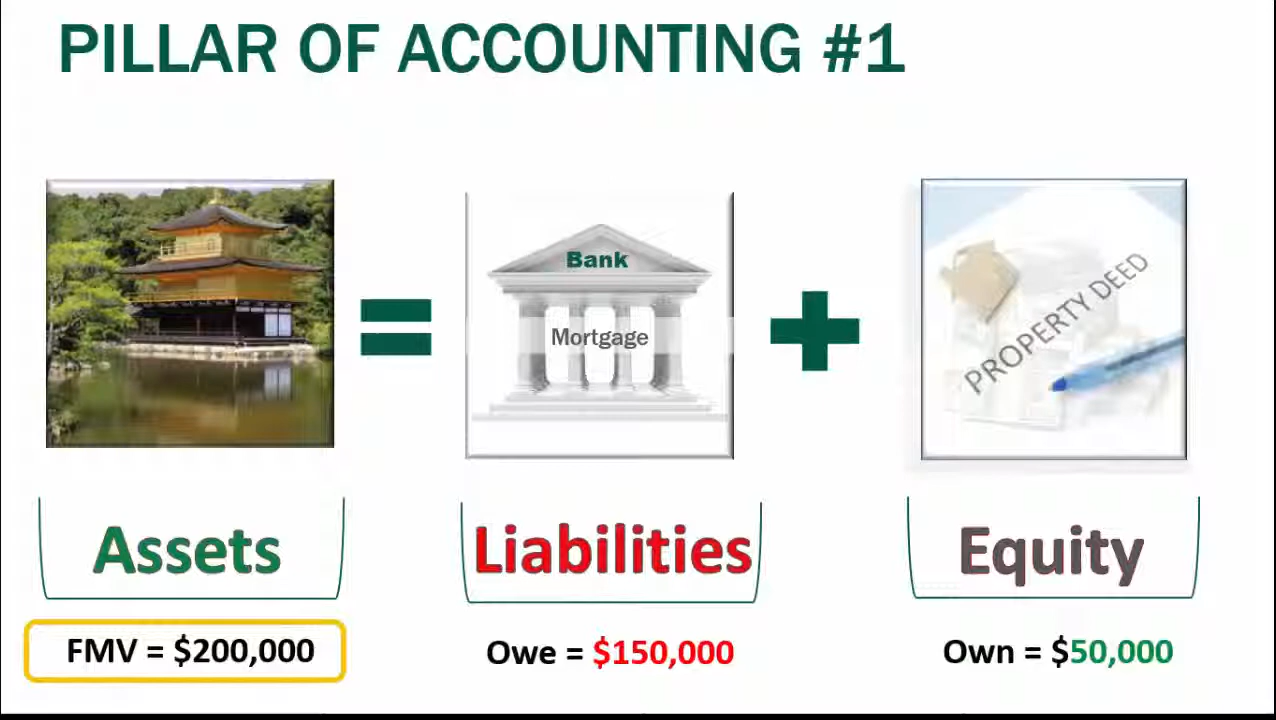 PILLAR OF ACCOUNTING #1
Bank
Mortgage
PROPERTY DEED
=
+
Assets
Liabilities
Equity
FMV = $200,000
Owe = $150,000
Own = $50,000